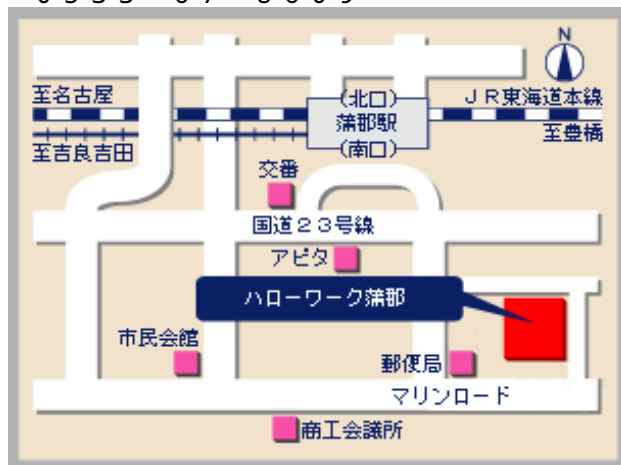 N
至名古屋
(北口)
JR東海道本線
蒲郡駅
至豊橋
至吉良吉田
(南口)
交番
国道23号線
アピタ
ハローワーク蒲郡
市民会館
郵便局
マリンロード
商工会議所